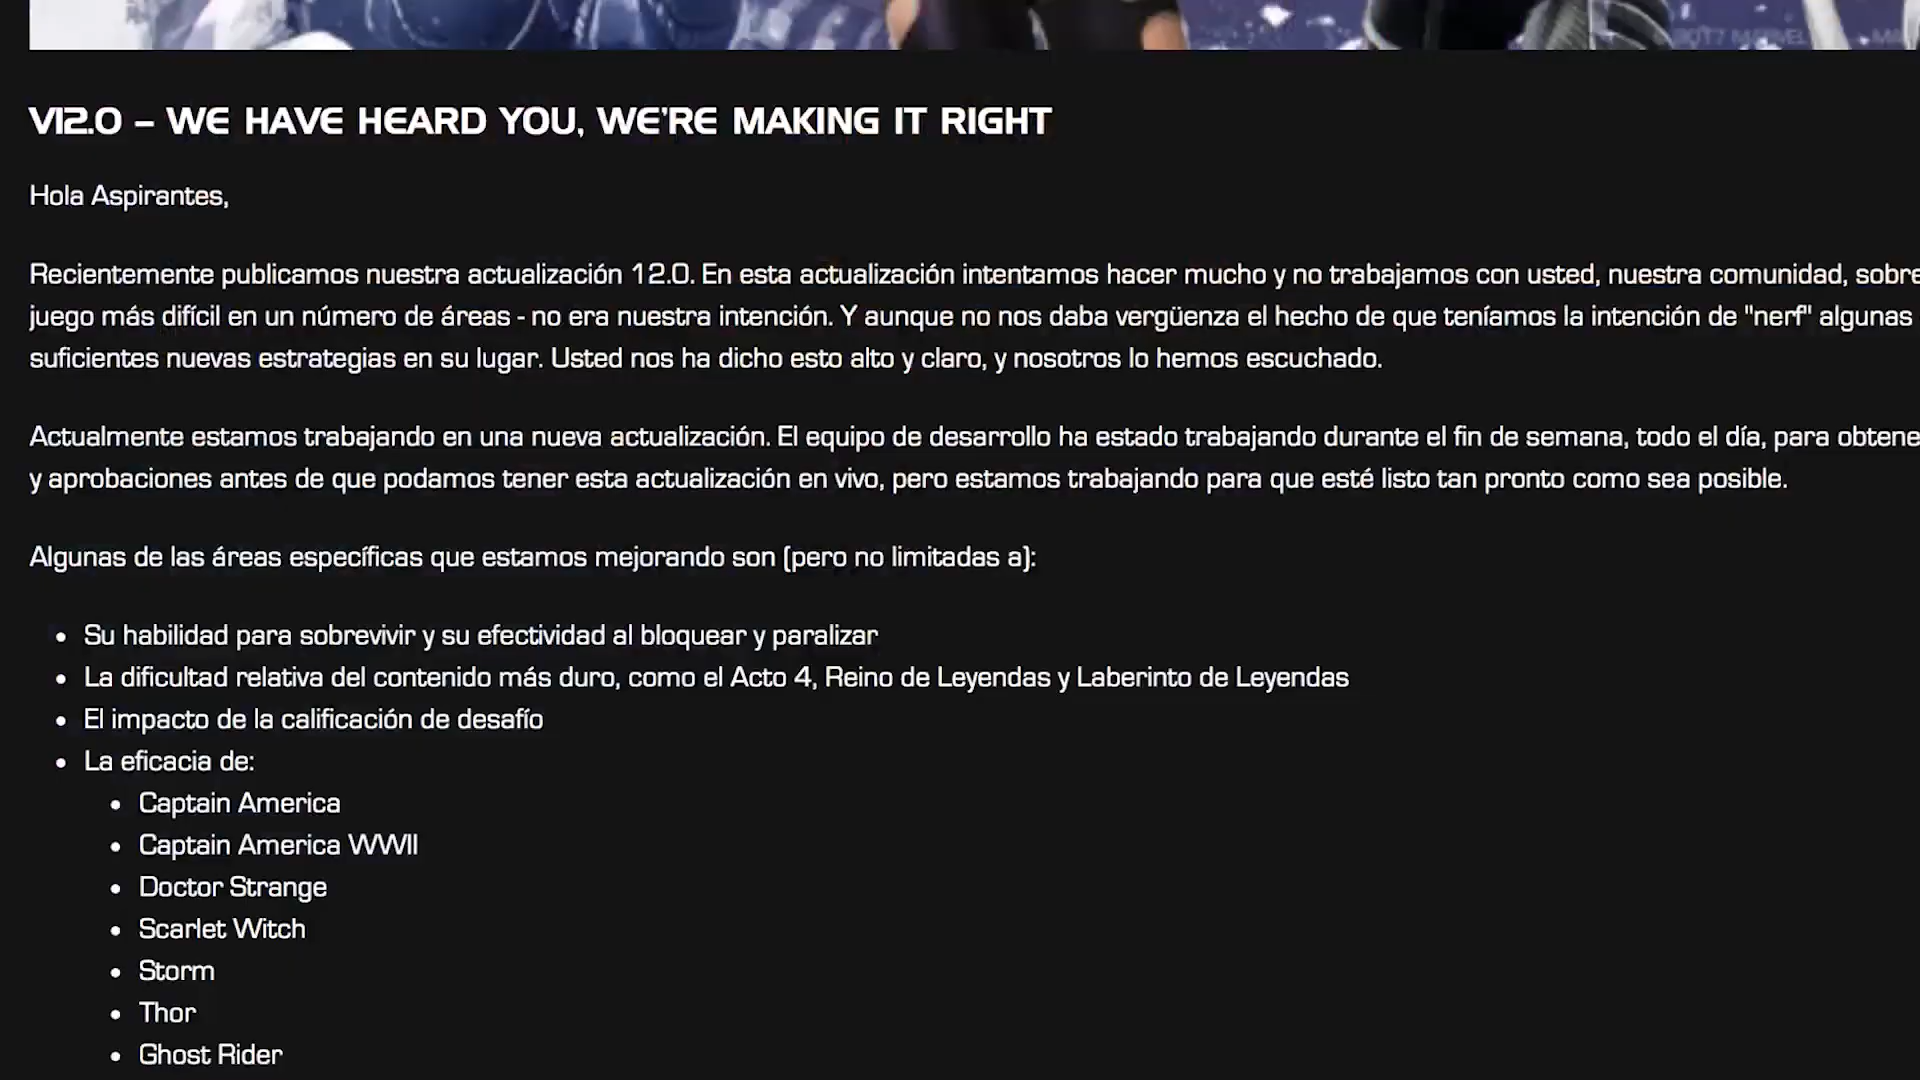 V12.0 – WE HAVE HEARD YOU, WE'RE MAKING IT RIGHT
Hola Aspirantes,
Recientemente publicamos nuestra actualización 12.0. En esta actualización intentamos hacer mucho y no trabajamos con usted, nuestra comunidad, sobre
juego más difícil en un número de áreas - no era nuestra intención. Y aunque no nos daba vergüenza el hecho de que teníamos la intención de "nerf" algunas
suficientes nuevas estrategias en su lugar. Usted nos ha dicho esto alto y claro, y nosotros lo hemos escuchado.
Actualmente estamos trabajando en una nueva actualización. El equipo de desarrollo ha estado trabajando durante el fin de semana, todo el día, para obtene
y aprobaciones antes de que podamos tener esta actualización en vivo, pero estamos trabajando para que esté listo tan pronto como sea posible.
Algunas de las áreas específicas que estamos mejorando son (pero no limitadas a):
• Su habilidad para sobrevivir y su efectividad al bloquear y paralizar
• La dificultad relativa del contenido más duro, como el Acto 4, Reino de Leyendas y Laberinto de Leyendas
• El impacto de la calificación de desafío
• La eficacia de:
• Captain America
• Captain America WWII
• Doctor Strange
• Scarlet Witch
• Storm
• Thor
• Ghost Rider